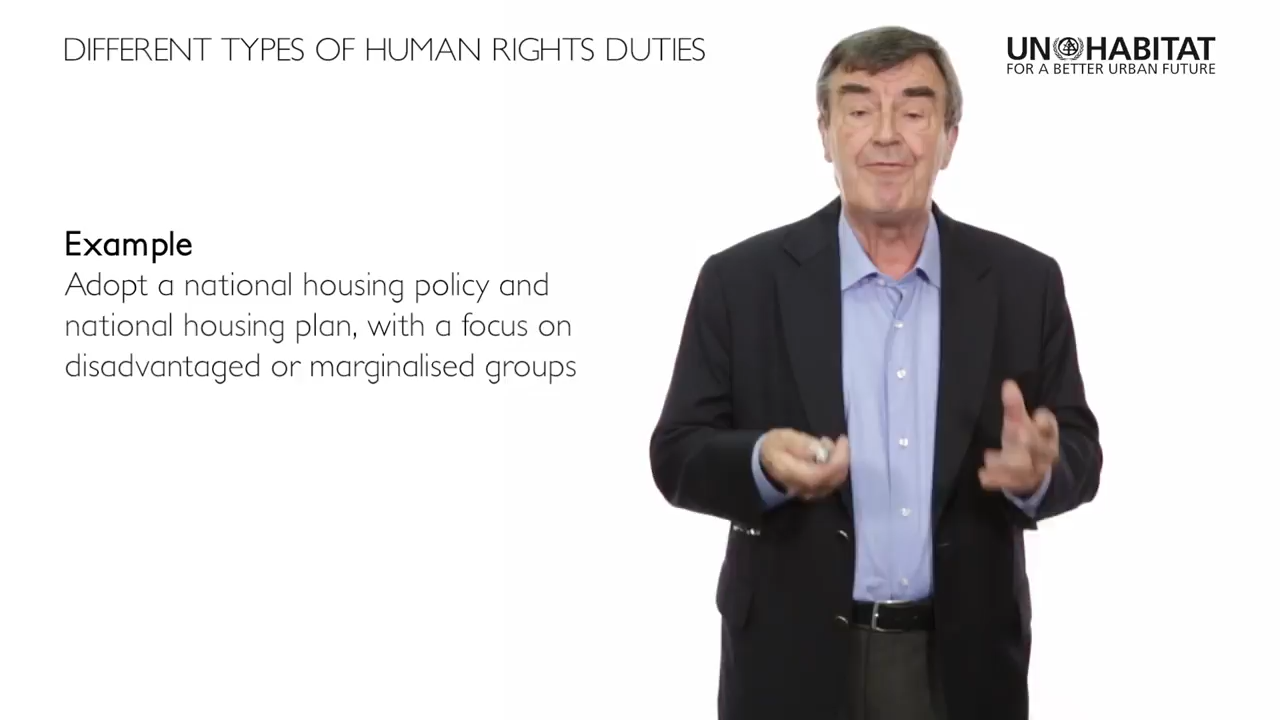 DIFFERENT TYPES OF HUMAN RIGHTS DUTIES
UN HABITAT
FOR A BETTER URBAN FUTURE
Example
Adopt a national housing policy and
national housing plan, with a focus on
disadvantaged or marginalised groups